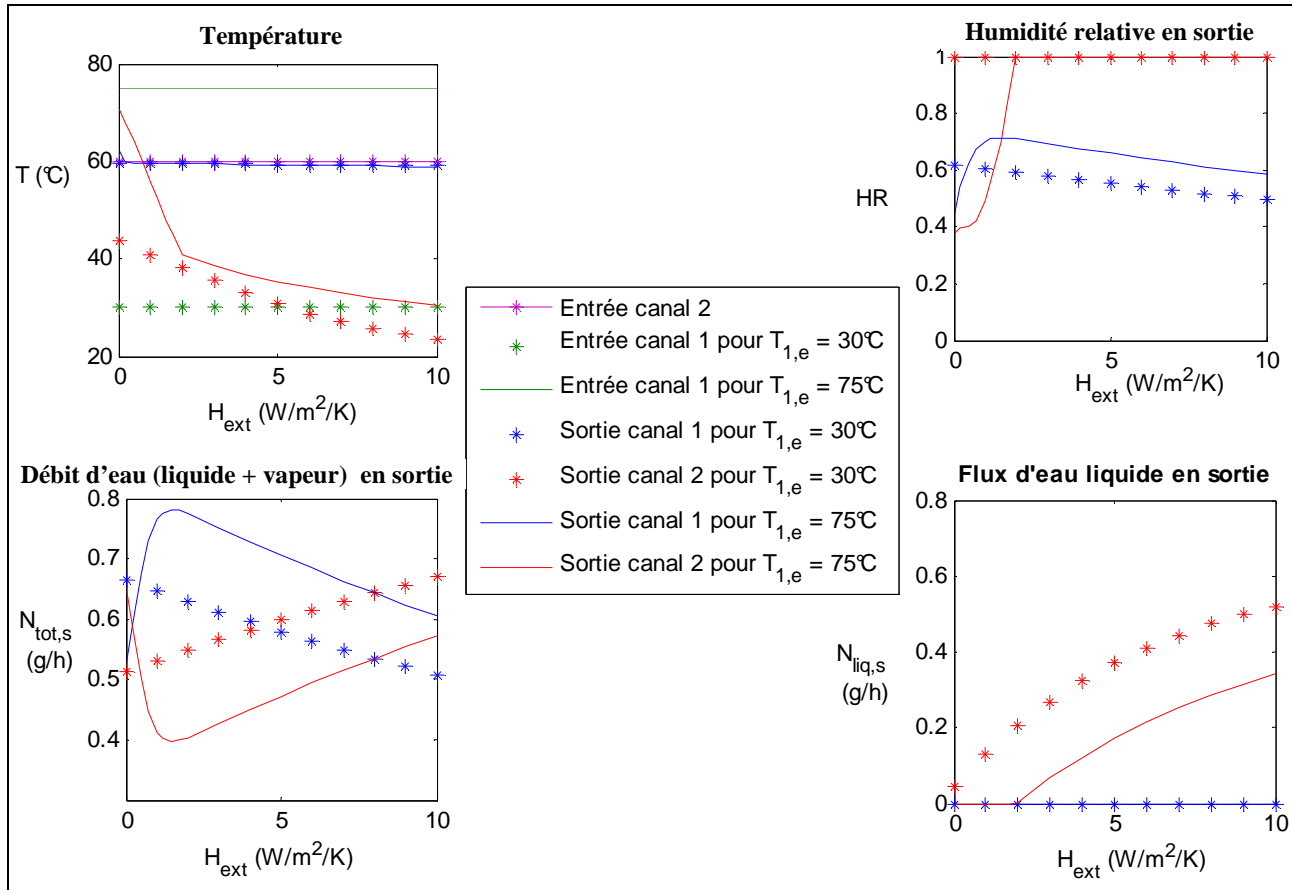 Température
80
60
40
20
T (°C)
0
5
10
H_ext (W/m²/K)
Humidité relative en sortie
1
0.8
0.6
0.4
0.2
0
HR
0
5
10
H_ext (W/m²/K)
Entrée canal 2
Entrée canal 1 pour T_1,e = 30°C
Entrée canal 1 pour T_1,e = 75°C
Sortie canal 1 pour T_1,e = 30°C
Sortie canal 2 pour T_1,e = 30°C
Sortie canal 1 pour T_1,e = 75°C
Sortie canal 2 pour T_1,e = 75°C
Débit d'eau (liquide + vapeur) en sortie
0.8
0.7
0.6
0.5
0.4
N_tot,s
(g/h)
0
5
10
H_ext (W/m²/K)
Flux d'eau liquide en sortie
0.8
0.6
0.4
0.2
0
N_liq,s
(g/h)
0
5
10
H_ext (W/m²/K)